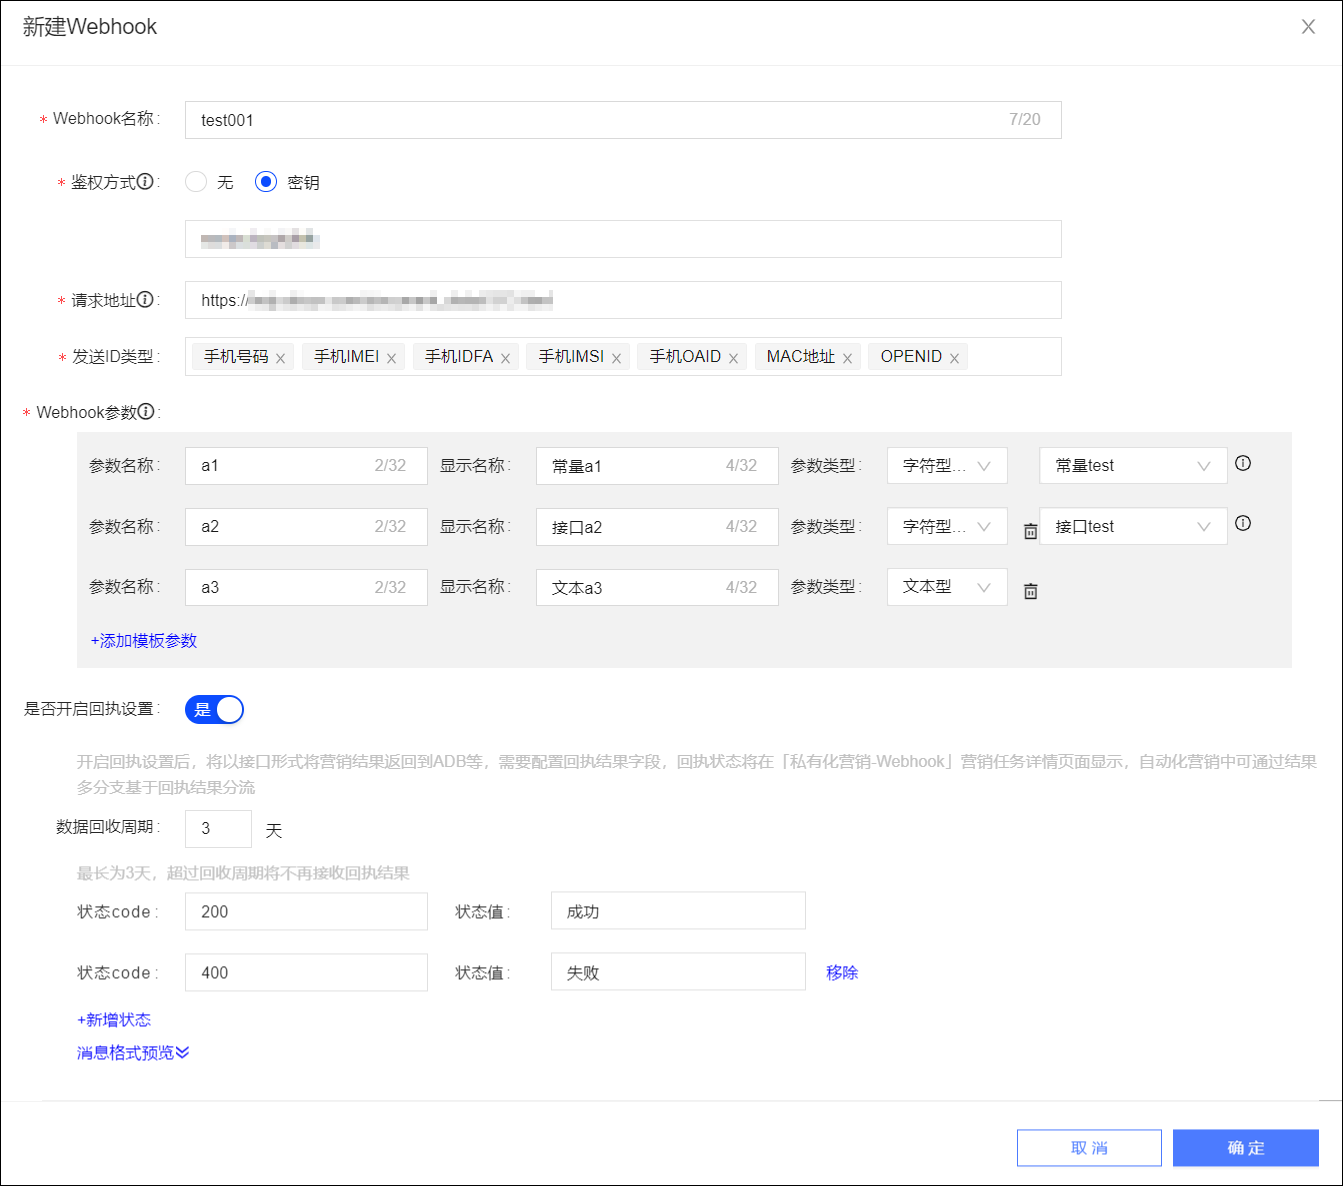 新建Webhook
* Webhook名称: test001 7/20
* 鉴权方式: 无 密钥
* 请求地址: https://
* 发送ID类型: 手机号码 手机IMEI 手机IDFA 手机IMSI 手机OAID MAC地址 OPENID
* Webhook参数:
参数名称: a1 2/32 显示名称: 常量a1 4/32 参数类型: 字符型... 常量test
参数名称: a2 2/32 显示名称: 接口a2 4/32 参数类型: 字符型... 接口test
参数名称: a3 2/32 显示名称: 文本a3 4/32 参数类型: 文本型
+添加模板参数
是否开启回执设置: 是
开启回执设置后，将以接口形式将营销结果返回到ADB等，需要配置回执结果字段，回执状态将在「私有化营销-Webhook」营销任务详情页面显示，自动化营销中可通过结果
多分支基于回执结果分流
数据回收周期: 3 天
最长为3天，超过回收周期将不再接收回执结果
状态code: 200 状态值: 成功
状态code: 400 状态值: 失败 移除
+新增状态
消息格式预览
取 消 确 定